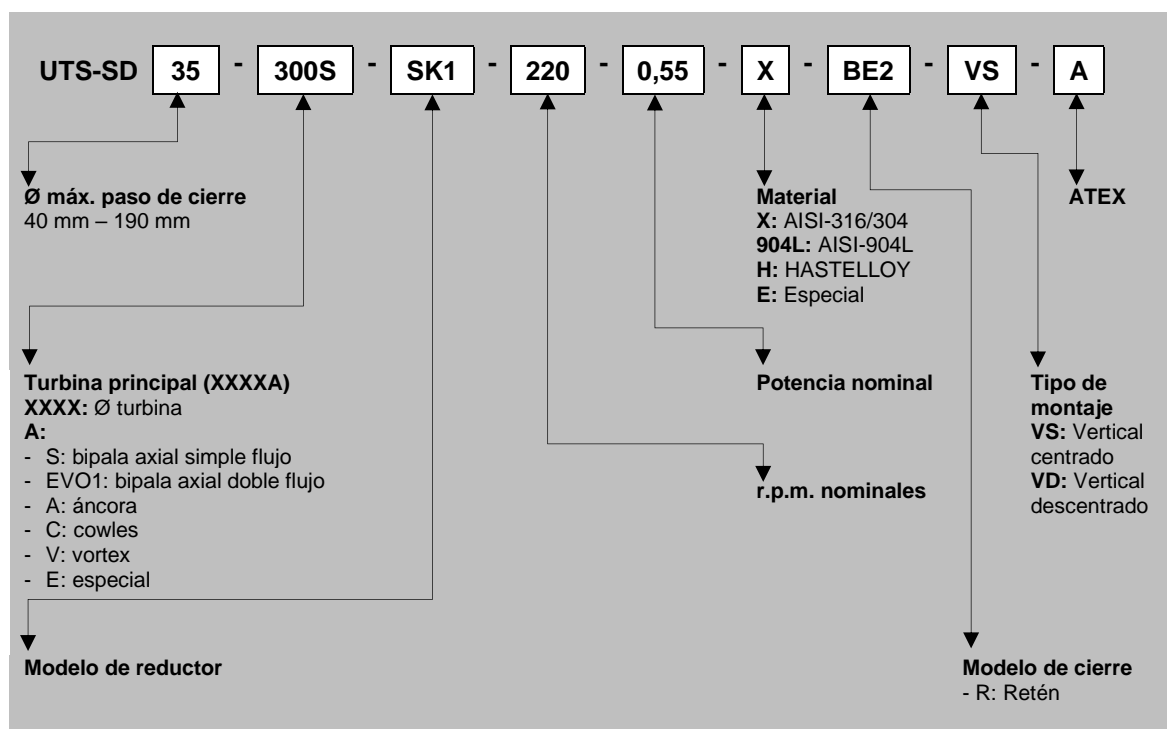 UTS-SD 35 - 300S - SK1 - 220 - 0,55 - X - BE2 - VS - A
Ø máx. paso de cierre
40 mm – 190 mm
Material
X: AISI-316/304
904L: AISI-904L
H: HASTELLOY
E: Especial
ATEX
Turbina principal (XXXXA)
XXXX: Ø turbina
A:
- S: bipala axial simple flujo
- EVO1: bipala axial doble flujo
- A: áncora
- C: cowles
- V: vortex
- E: especial
Potencia nominal
r.p.m. nominales
Tipo de
montaje
VS: Vertical
centrado
VD: Vertical
descentrado
Modelo de reductor
Modelo de cierre
- R: Retén